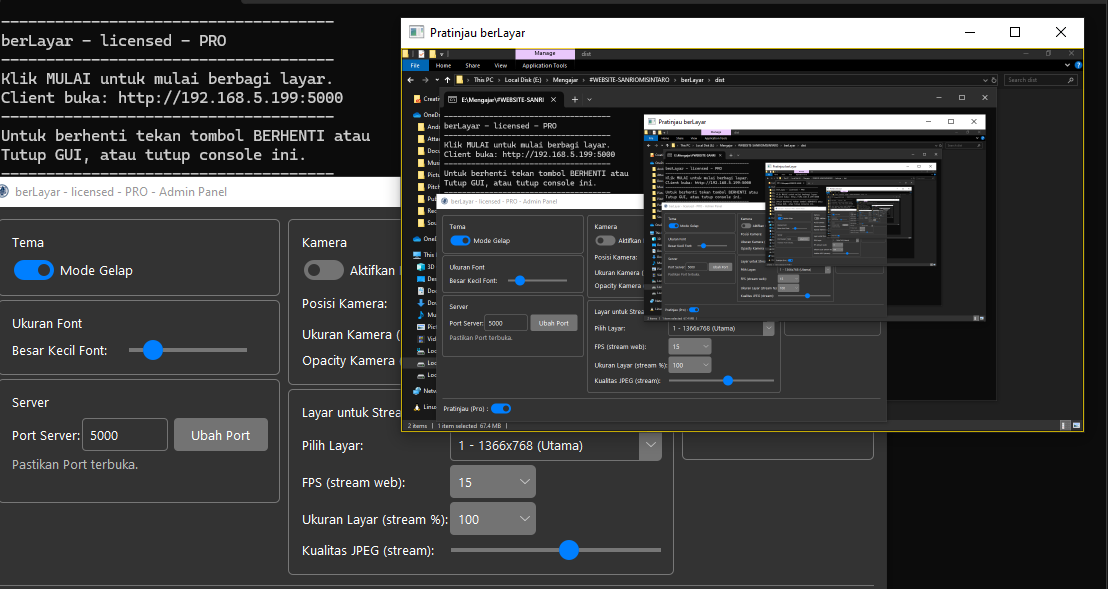 berLayar - licensed - PRO
Klik MULAI untuk mulai berbagi layar.
Client buka: http://192.168.5.199:5000
Untuk berhenti tekan tombol BERHENTI atau
Tutup GUI, atau tutup console ini.
berLayar - licensed - PRO - Admin Panel
Tema
Mode Gelap
Ukuran Font
Besar Kecil Font:
Server
Port Server: 5000 Ubah Port
Pastikan Port terbuka.
Kamera
Aktifkan
Posisi Kamera:
Ukuran Kamera (
Opacity Kamera (
Layar untuk Strea
Pilih Layar: 1 - 1366x768 (Utama)
FPS (stream web): 15
Ukuran Layar (stream %): 100
Kualitas JPEG (stream):
Pratinjau berLayar
Manage dist
File Home Share View Application Tools
This PC Local Disk (E:) Mengajar #WEBSITE-SANRIOMISINTARO berLayar dist
Search dist
E:\Mengajar\#WEBSITE-SANRI
berLayar - licensed - PRO
Klik MULAI untuk mulai berbagi layar.
Client buka: http://192.168.5.199:5000
Untuk berhenti tekan tombol BERHENTI atau
Tutup GUI, atau tutup console ini.
berLayar - licensed - PRO - Admin Panel
Tema
Mode Gelap
Ukuran Font
Besar Kecil Font:
Server
Port Server: 5000 Ubah Port
Pastikan Port terbuka.
Kamera
Aktifkan
Posisi Kamera:
Ukuran Kamera (
Opacity Kamera (
Layar untuk Strea
Pilih Layar: 1 - 1366x768 (Utama)
FPS (stream web): 15
Ukuran Layar (stream %): 100
Kualitas JPEG (stream):
Pratinjau (Pro) :
2 items 1 item selected 67.4 MB
Pratinjau berLayar